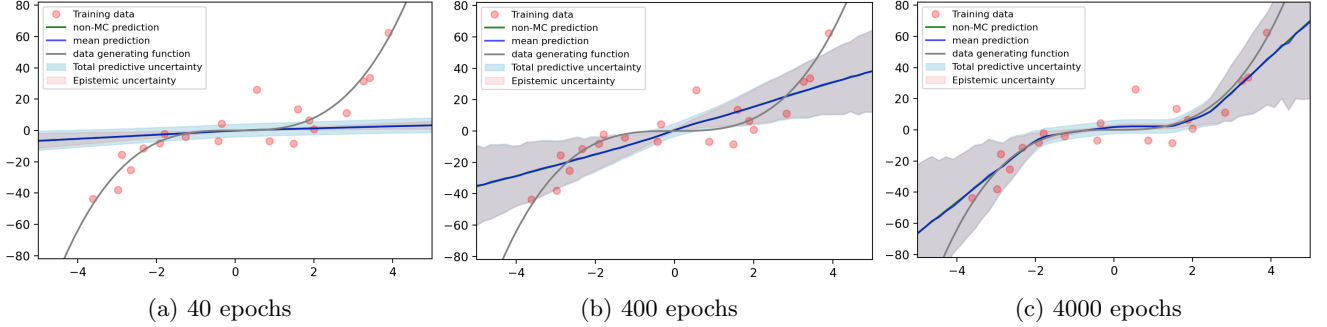 80
60
40
20
0
−20
−40
−60
−80
−4
−2
0
2
4
Training data
non-MC prediction
mean prediction
data generating function
Total predictive uncertainty
Epistemic uncertainty
(a) 40 epochs
80
60
40
20
0
−20
−40
−60
−80
−4
−2
0
2
4
Training data
non-MC prediction
mean prediction
data generating function
Total predictive uncertainty
Epistemic uncertainty
(b) 400 epochs
80
60
40
20
0
−20
−40
−60
−80
−4
−2
0
2
4
Training data
non-MC prediction
mean prediction
data generating function
Total predictive uncertainty
Epistemic uncertainty
(c) 4000 epochs